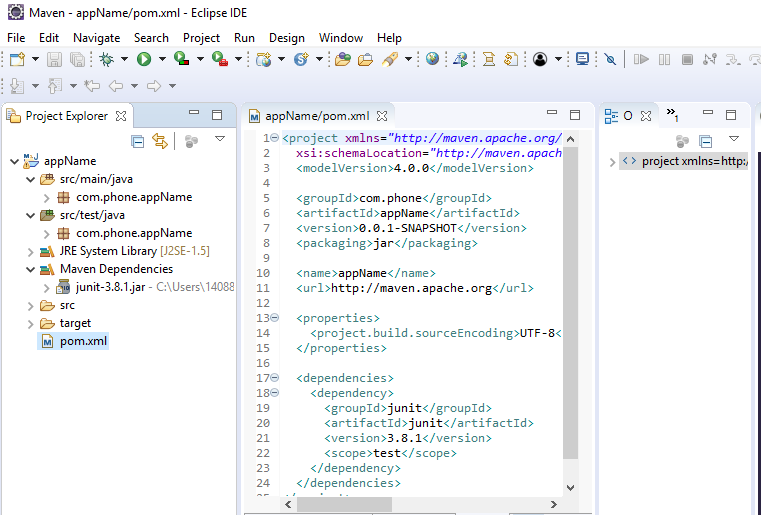 Maven - appName/pom.xml - Eclipse IDE
File Edit Navigate Search Project Run Design Window Help
Project Explorer
appName
src/main/java
com.phone.appName
src/test/java
com.phone.appName
JRE System Library [J2SE-1.5]
Maven Dependencies
junit-3.8.1.jar - C:\Users\14088
src
target
pom.xml
appName/pom.xml
1 <project xmlns="http://maven.apache.org/
2 xsi:schemaLocation="http://maven.apach
3 <modelVersion>4.0.0</modelVersion>
4
5 <groupId>com.phone</groupId>
6 <artifactId>appName</artifactId>
7 <version>0.0.1-SNAPSHOT</version>
8 <packaging>jar</packaging>
9
10 <name>appName</name>
11 <url>http://maven.apache.org</url>
12
13 <properties>
14 <project.build.sourceEncoding>UTF-8<
15 </properties>
16
17 <dependencies>
18 <dependency>
19 <groupId>junit</groupId>
20 <artifactId>junit</artifactId>
21 <version>3.8.1</version>
22 <scope>test</scope>
23 </dependency>
24 </dependencies>
O
»1
project xmlns=http:/